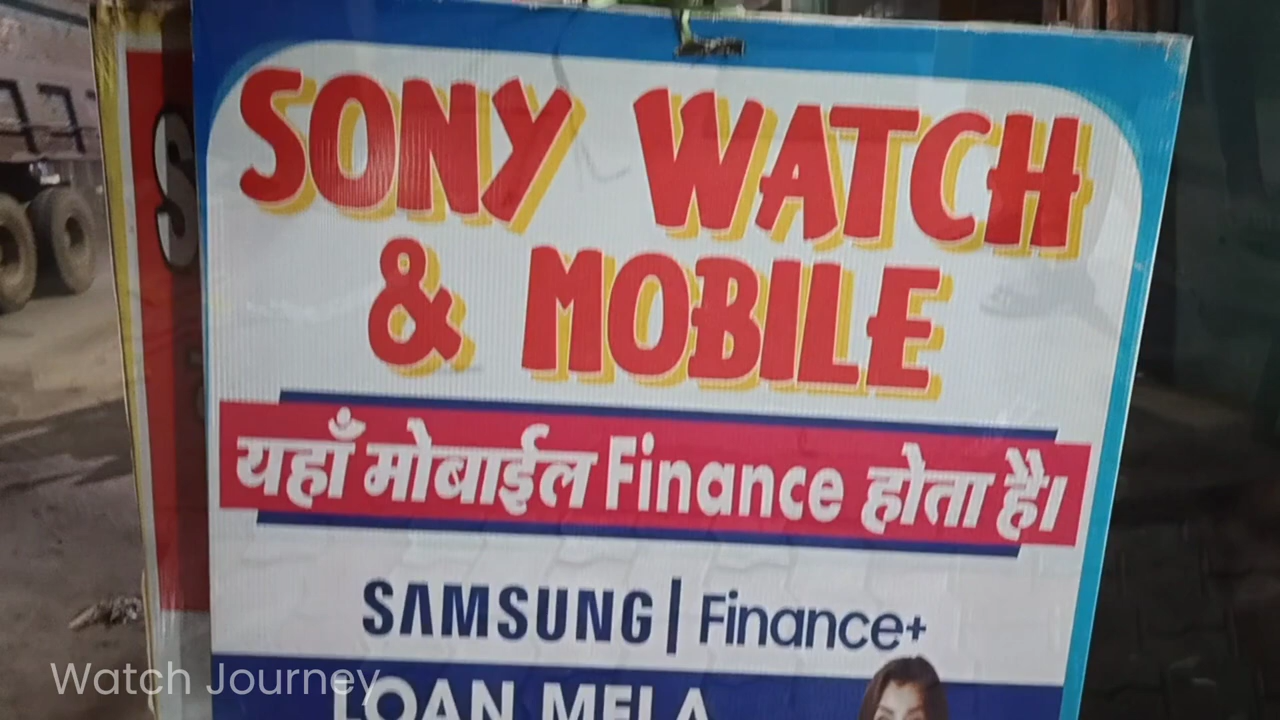 SONY WATCH
& MOBILE
यहाँ मोबाईल Finance होता है।
SAMSUNG | Finance+
LOAN MELA
Watch Journey